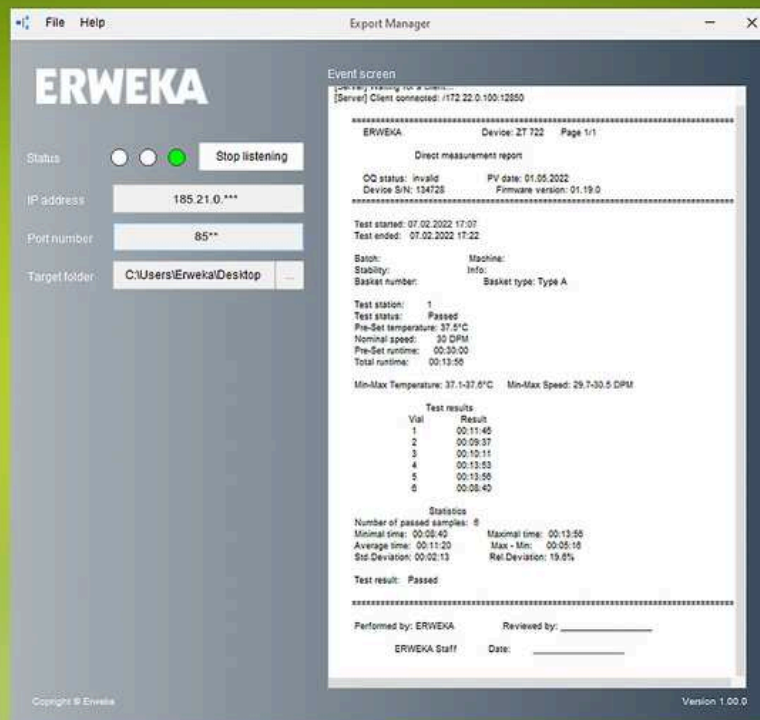 File Help Export Manager
ERWEKA
Event screen
[Server] Waiting for a client...
[Server] Client connected: /172.22.0.100:12850
Status Stop listening
IP address 185.21.0.***
Port number 85**
Target folder C:\Users\Erweka\Desktop ...
ERWEKA Device: ZT 722 Page 1/1
Direct measurement report
OQ status: invalid PV date: 01.05.2022
Device S/N: 134728 Firmware version: 01.19.0
Test started: 07.02.2022 17:07
Test ended: 07.02.2022 17:22
Batch: Machine:
Stability: Info:
Basket number: Basket type: Type A
Test station: 1
Test status: Passed
Pre-Set temperature: 37.5°C
Nominal speed: 30 DPM
Pre-Set runtime: 00:30:00
Total runtime: 00:13:56
Min-Max Temperature: 37.1-37.6°C Min-Max Speed: 29.7-30.5 DPM
Test results
Vial Result
1 00:11:45
2 00:09:37
3 00:10:11
4 00:13:53
5 00:13:56
6 00:08:40
Statistics
Number of passed samples: 6
Minimal time: 00:08:40 Maximal time: 00:13:56
Average time: 00:11:20 Max - Min: 00:05:16
Std.Deviation: 00:02:13 Rel.Deviation: 19.6%
Test result: Passed
Performed by: ERWEKA Reviewed by:
ERWEKA Staff Date:
Copright © Erweka
Version 1.00.0